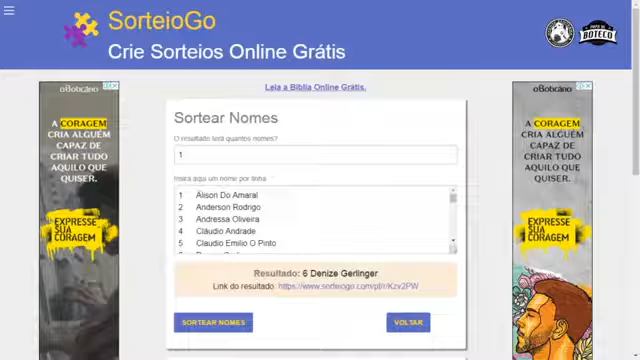 SorteioGo
Crie Sorteios Online Grátis
BOTECO
Leia a Bíblia Online Grátis.
oBoticário
A CORAGEM
CRIA ALGUÉM
CAPAZ DE
CRIAR TUDO
AQUILO QUE
QUISER.
EXPRESSE
SUA
CORAGEM
Sortear Nomes
O resultado terá quantos nomes?
1
Insira aqui um nome por linha
1 Álison Do Amaral
2 Anderson Rodrigo
3 Andressa Oliveira
4 Cláudio Andrade
5 Claudio Emilio O Pinto
Resultado: 6 Denize Gerlinger
Link do resultado: https://www.sorteiogo.com/pt/r/Kzv2PW
SORTEAR NOMES
VOLTAR
oBoticário
A CORAGEM
CRIA ALGUÉM
CAPAZ DE
CRIAR TUDO
AQUILO QUE
QUISER.
EXPRESSE
SUA
CORAGEM